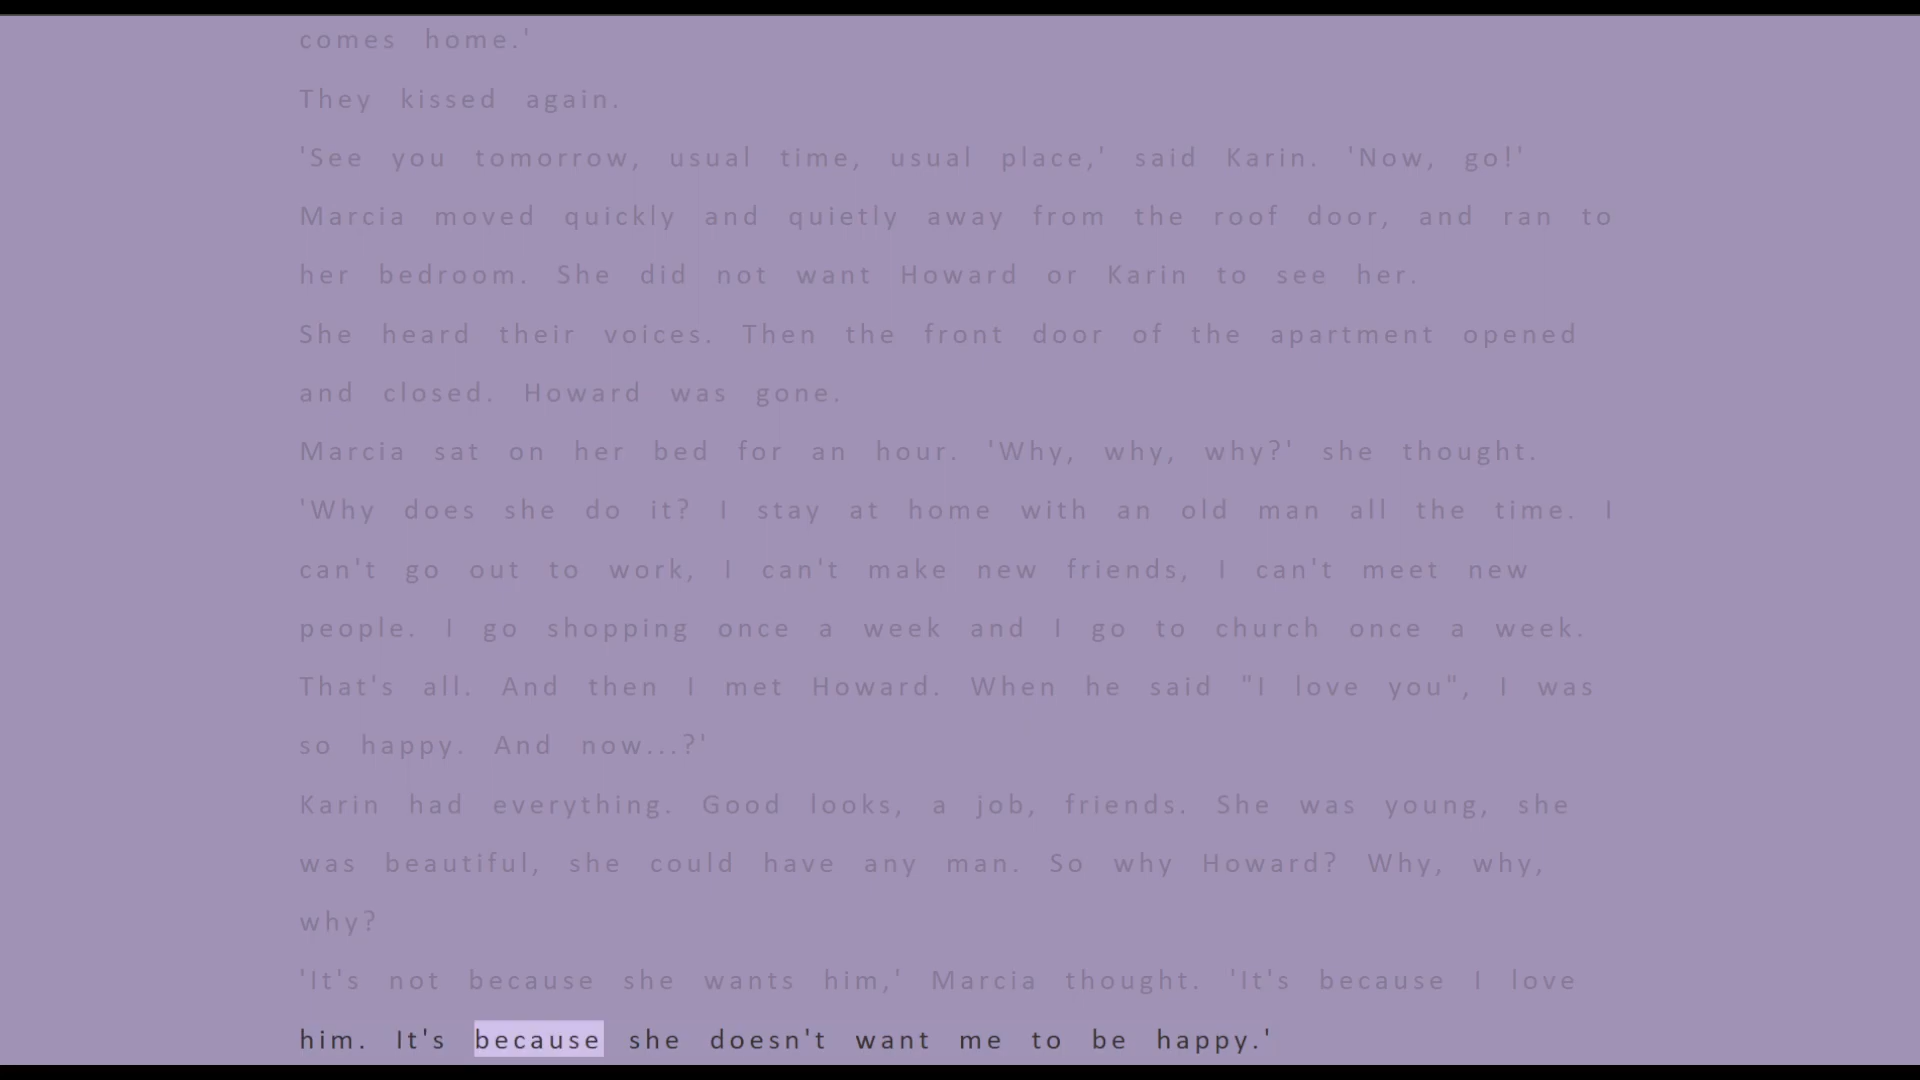 comes home.'
They kissed again.
'See you tomorrow, usual time, usual place,' said Karin. 'Now, go!'
Marcia moved quickly and quietly away from the roof door, and ran to
her bedroom. She did not want Howard or Karin to see her.
She heard their voices. Then the front door of the apartment opened
and closed. Howard was gone.
Marcia sat on her bed for an hour. 'Why, why, why?' she thought.
'Why does she do it? I stay at home with an old man all the time. I
can't go out to work, I can't make new friends, I can't meet new
people. I go shopping once a week and I go to church once a week.
That's all. And then I met Howard. When he said "I love you", I was
so happy. And now...?'
Karin had everything. Good looks, a job, friends. She was young, she
was beautiful, she could have any man. So why Howard? Why, why,
why?
'It's not because she wants him,' Marcia thought. 'It's because I love
him. It's because she doesn't want me to be happy.'